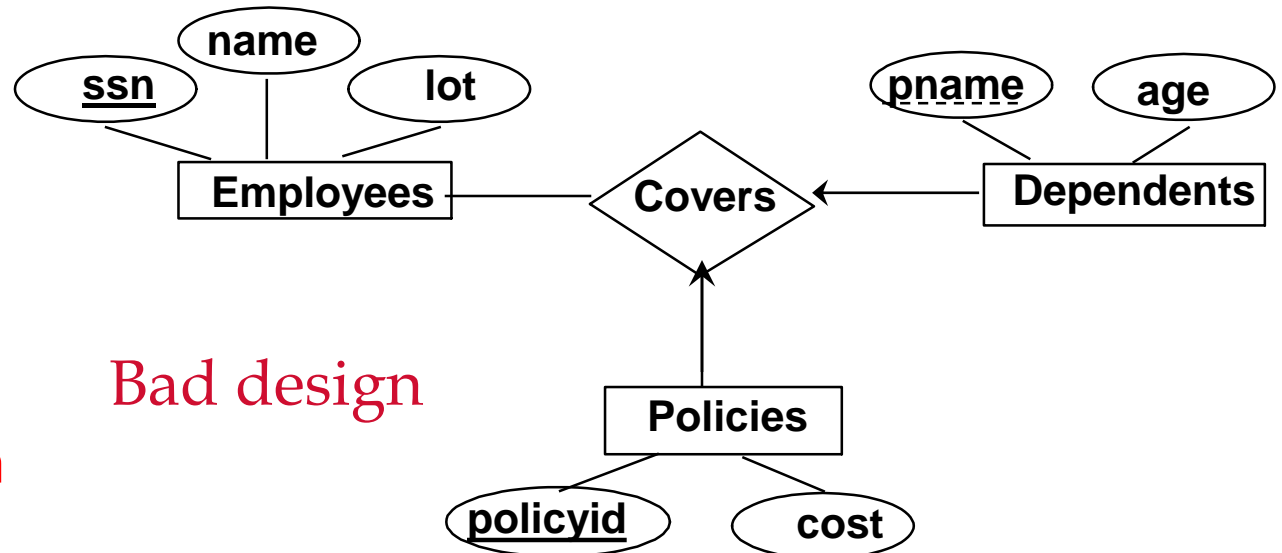 name
ssn
lot
pname
age
Employees
Covers
Dependents
Bad design
Policies
policyid
cost